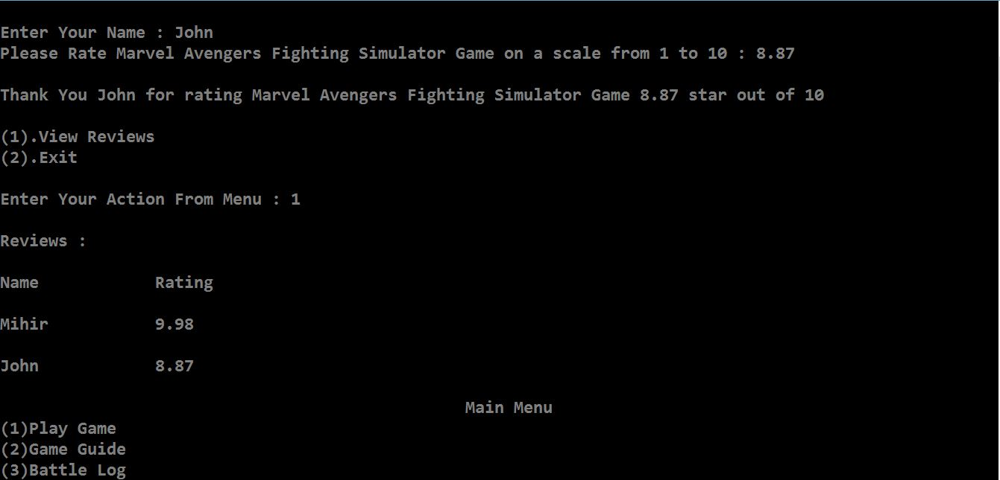 Enter Your Name : John
Please Rate Marvel Avengers Fighting Simulator Game on a scale from 1 to 10 : 8.87
Thank You John for rating Marvel Avengers Fighting Simulator Game 8.87 star out of 10
(1).View Reviews
(2).Exit
Enter Your Action From Menu : 1
Reviews :
Name Rating
Mihir 9.98
John 8.87
Main Menu
(1)Play Game
(2)Game Guide
(3)Battle Log